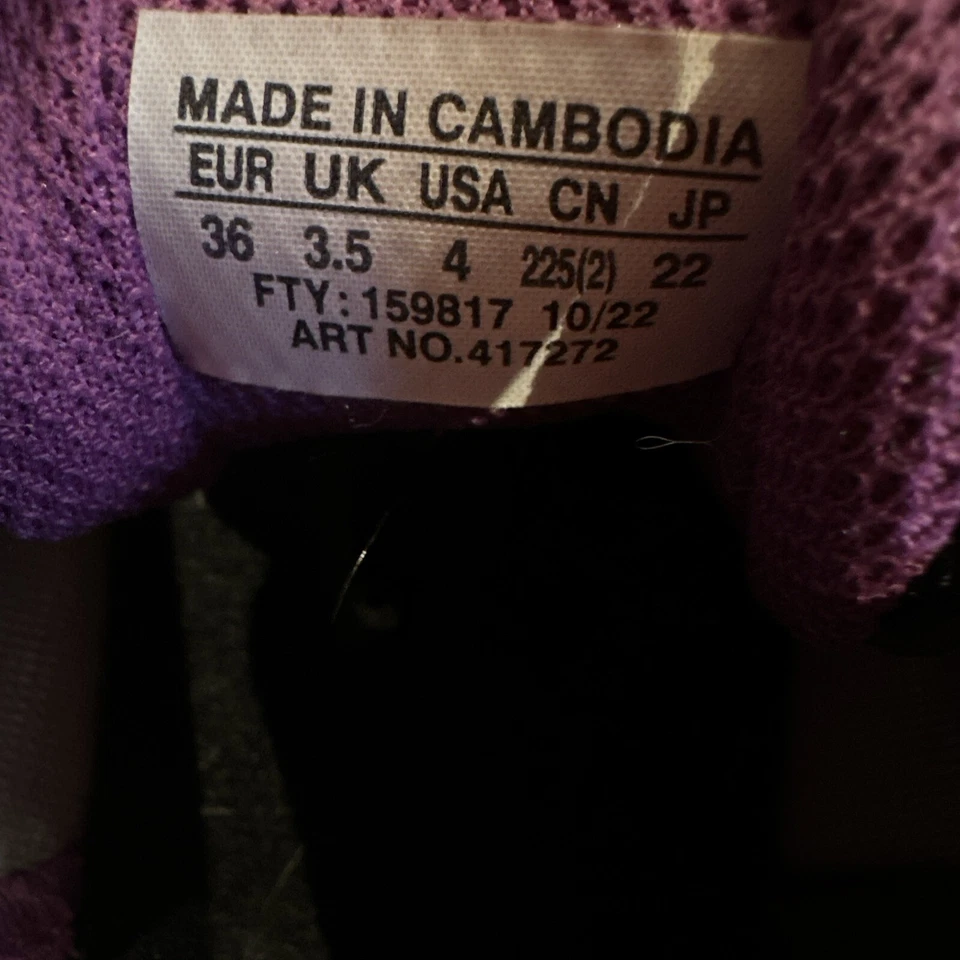 MADE IN CAMBODIA
EUR UK USA CN JP
36 3.5 4 225(2) 22
FTY: 159817 10/22
ART NO. 417272